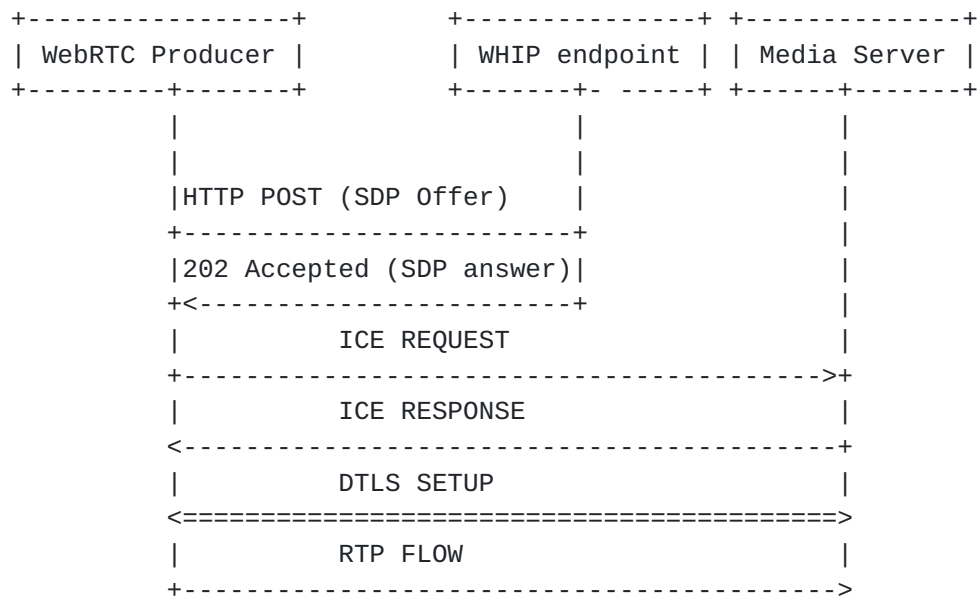 WebRTC Producer WHIP endpoint Media Server
HTTP POST (SDP Offer)
202 Accepted (SDP answer)
ICE REQUEST
ICE RESPONSE
DTLS SETUP
RTP FLOW